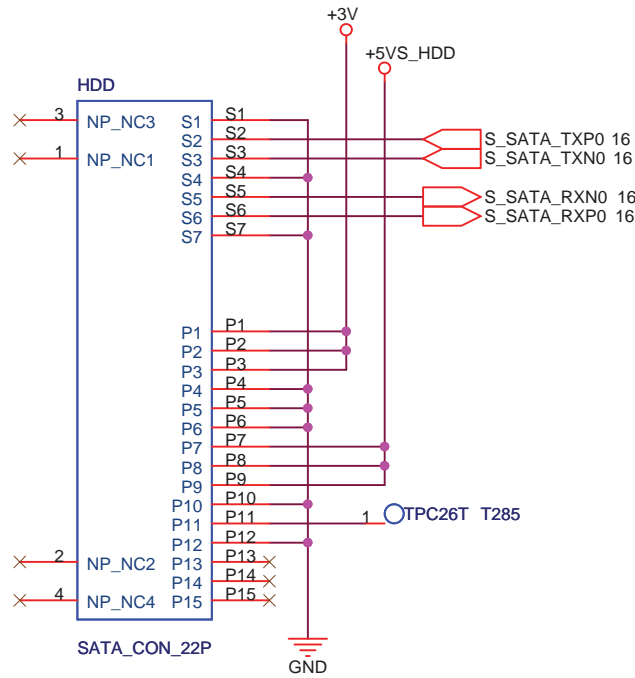 +3V
+5VS_HDD
HDD
3 NP_NC3 S1 S1
S2 S2 S_SATA_TXP0 16
1 NP_NC1 S3 S3 S_SATA_TXN0 16
S4 S4
S5 S5 S_SATA_RXN0 16
S6 S6 S_SATA_RXP0 16
S7 S7
P1 P1
P2 P2
P3 P3
P4 P4
P5 P5
P6 P6
P7 P7
P8 P8
P9 P9
P10 P10
P11 P11 1 TPC26T T285
P12 P12
2 NP_NC2 P13 P13
P14 P14
4 NP_NC4 P15 P15
SATA_CON_22P
GND